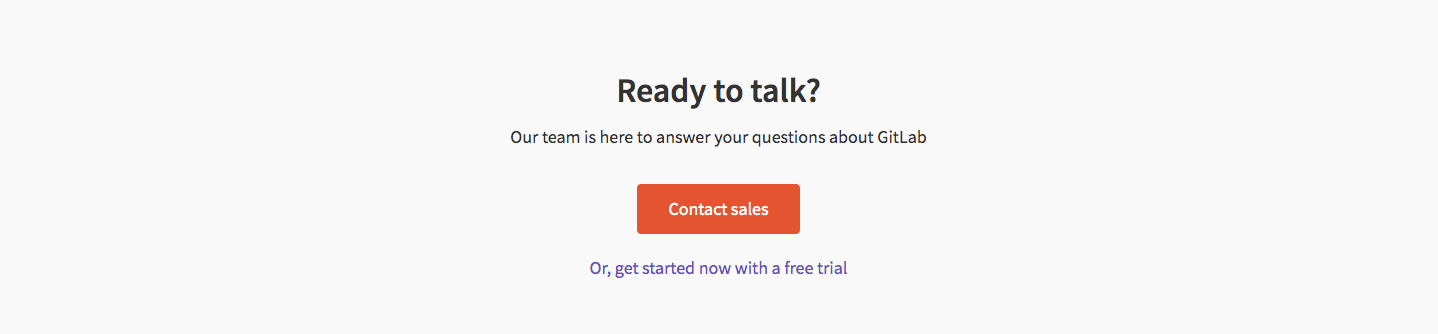 Ready to talk?
Our team is here to answer your questions about GitLab
Contact sales
Or, get started now with a free trial